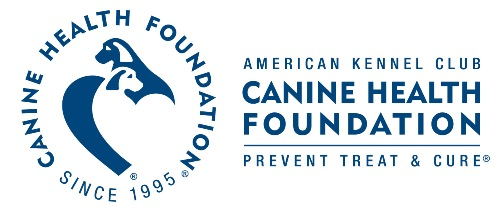 CANINE HEALTH FOUNDATION
SINCE 1995®
®
AMERICAN KENNEL CLUB
CANINE HEALTH
FOUNDATION
PREVENT TREAT & CURE®